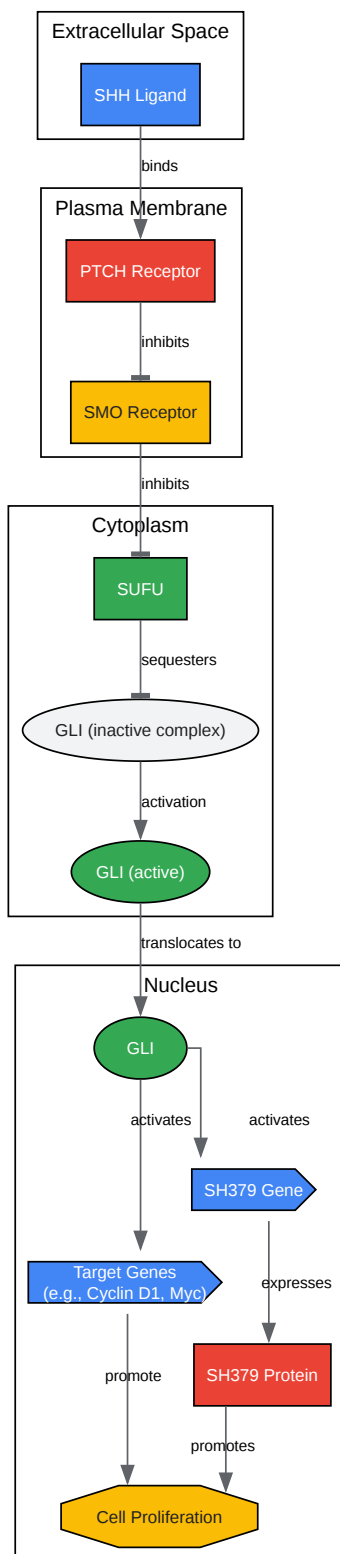 Extracellular Space
SHH Ligand
binds
Plasma Membrane
PTCH Receptor
inhibits
SMO Receptor
inhibits
Cytoplasm
SUFU
sequesters
GLI (inactive complex)
activation
GLI (active)
translocates to
Nucleus
GLI
activates
activates
SH379 Gene
Target Genes
(e.g., Cyclin D1, Myc)
expresses
SH379 Protein
promote
promotes
Cell Proliferation